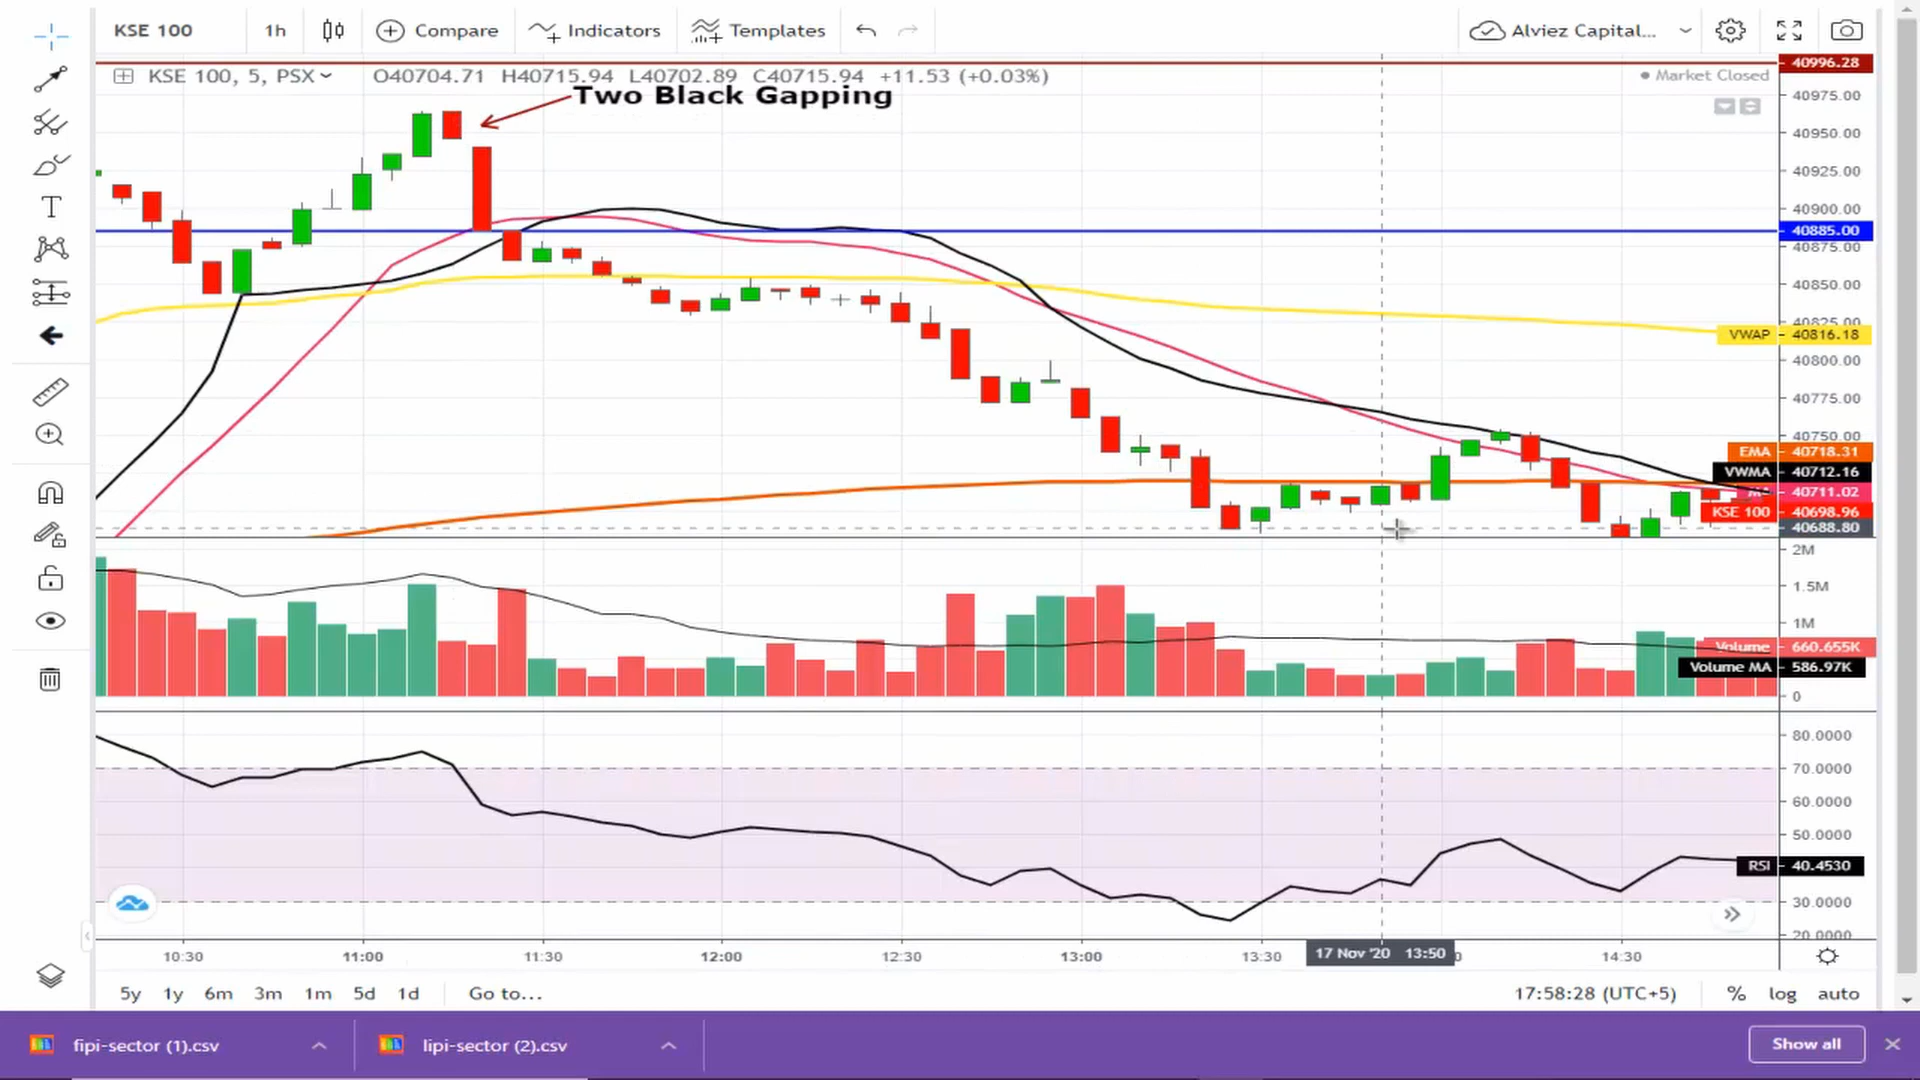 KSE 100 1h Compare Indicators Templates Alviez Capital...
KSE 100, 5, PSX O40704.71 H40715.94 L40702.89 C40715.94 +11.53 (+0.03%) Market Closed
Two Black Gapping
40996.28
40975.00
40950.00
40925.00
40900.00
40885.00
40875.00
40850.00
40825.00
VWAP 40816.18
40800.00
40775.00
40750.00
EMA 40718.31
VWMA 40712.16
MA 40711.02
KSE 100 40698.96
40688.80
2M
1.5M
1M
Volume 660.655K
Volume MA 586.97K
0
80.0000
70.0000
60.0000
50.0000
RSI 40.4530
30.0000
20.0000
10:30 11:00 11:30 12:00 12:30 13:00 13:30 17 Nov '20 13:50 14:30
5y 1y 6m 3m 1m 5d 1d Go to... 17:58:28 (UTC+5) % log auto
fipi-sector (1).csv lipi-sector (2).csv Show all